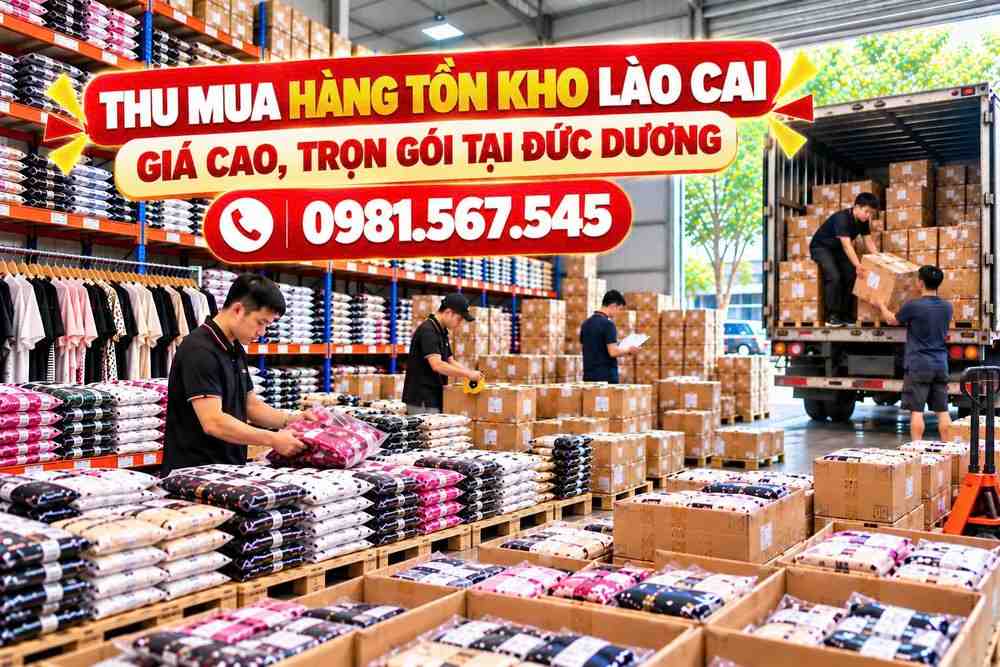 THU MUA HÀNG TỒN KHO LÀO CAI
GIÁ CAO, TRỌN GÓI TẠI ĐỨC DƯƠNG
0981.567.545